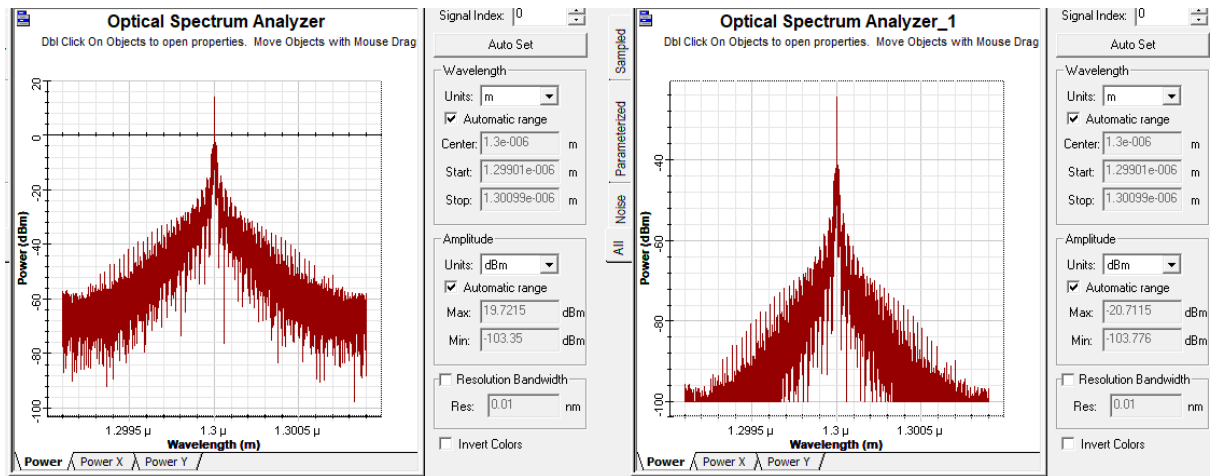 Optical Spectrum Analyzer
Dbl Click On Objects to open properties. Move Objects with Mouse Drag
20
0
-20
-40
-60
-80
-100
Power (dBm)
1.2995 µ
1.3 µ
1.3005 µ
Wavelength (m)
Power
Power X
Power Y
Signal Index: 0
Auto Set
Wavelength
Units: m
Automatic range
Center: 1.3e-006 m
Start: 1.29901e-006 m
Stop: 1.30099e-006 m
Amplitude
Units: dBm
Automatic range
Max: 19.7215 dBm
Min: -103.35 dBm
Resolution Bandwidth
Res: 0.01 nm
Invert Colors
Sampled
Parameterized
Noise
All
Optical Spectrum Analyzer_1
Dbl Click On Objects to open properties. Move Objects with Mouse Drag
-40
-60
-80
-100
Power (dBm)
1.2995 µ
1.3 µ
1.3005 µ
Wavelength (m)
Power
Power X
Power Y
Signal Index: 0
Auto Set
Wavelength
Units: m
Automatic range
Center: 1.3e-006 m
Start: 1.29901e-006 m
Stop: 1.30099e-006 m
Amplitude
Units: dBm
Automatic range
Max: -20.7115 dBm
Min: -103.776 dBm
Resolution Bandwidth
Res: 0.01 nm
Invert Colors